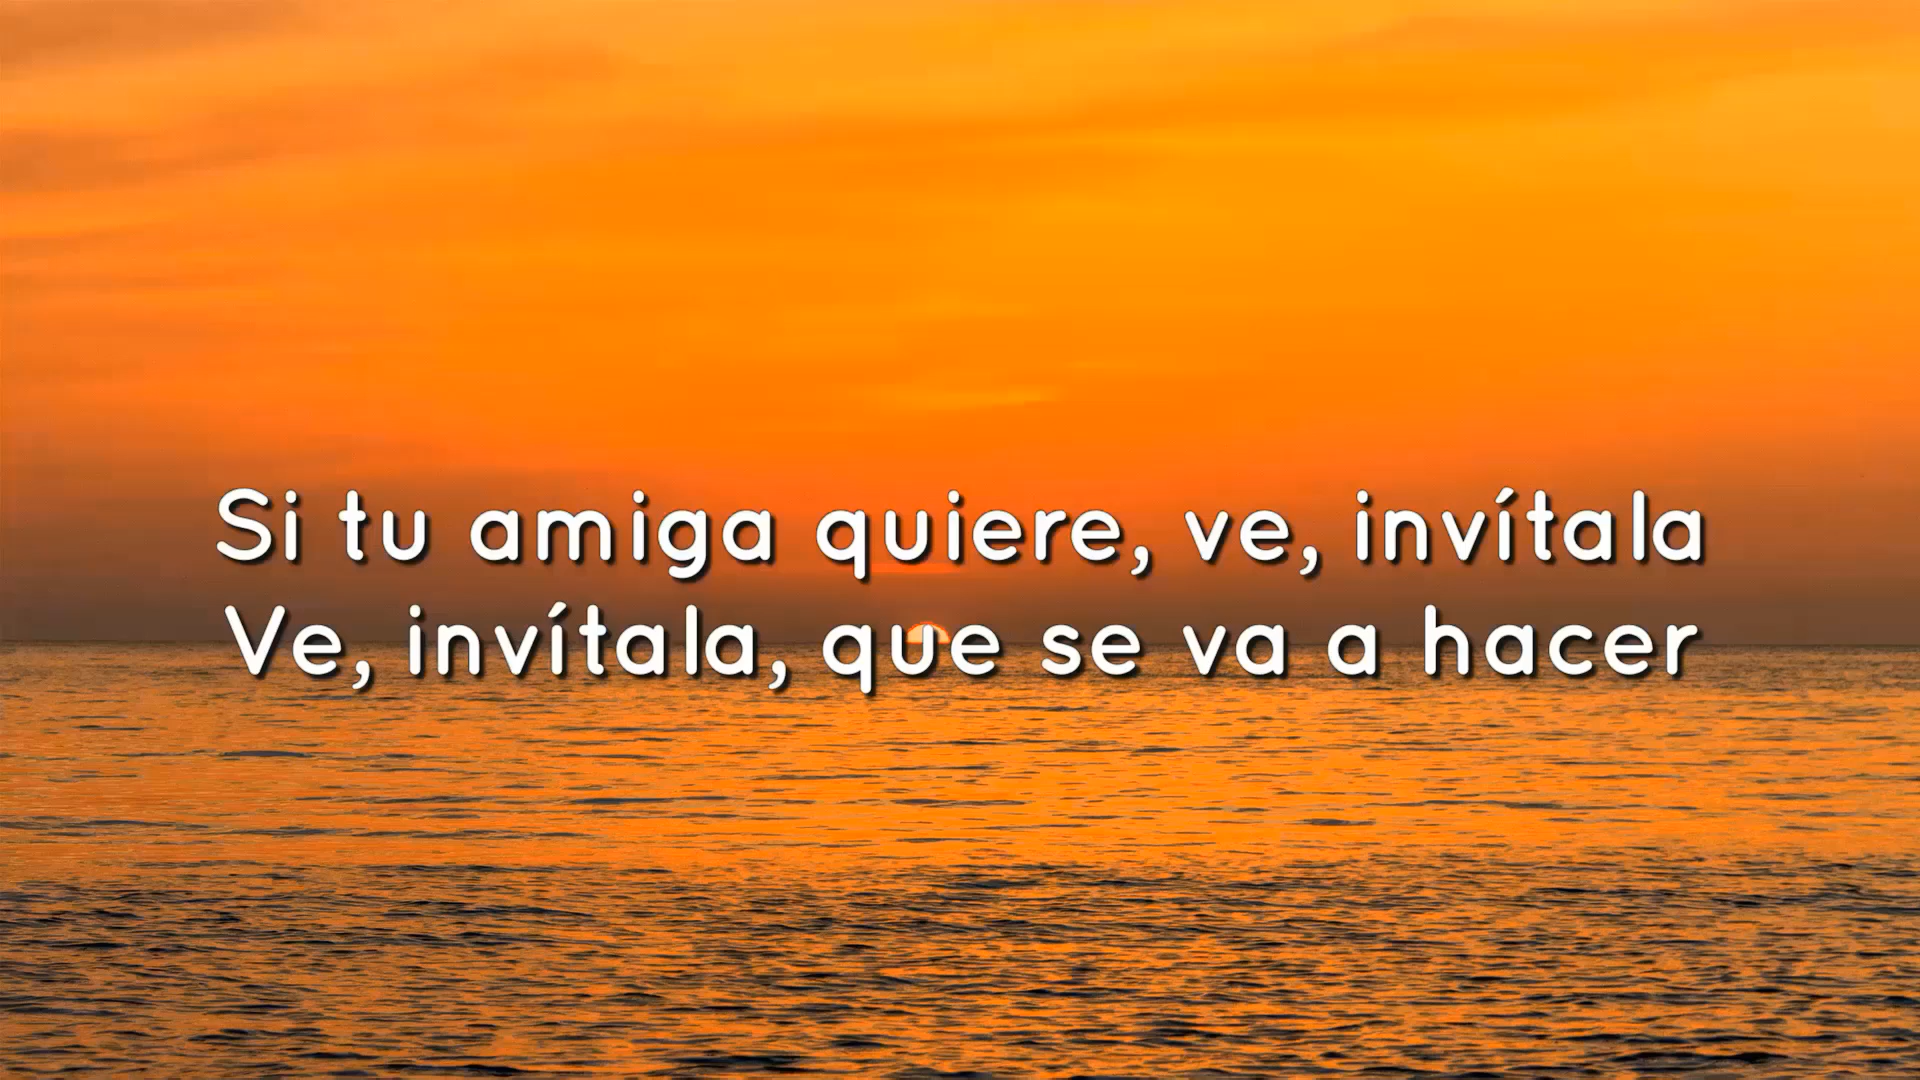 Si tu amiga quiere, ve, invítala
Ve, invítala, que se va a hacer